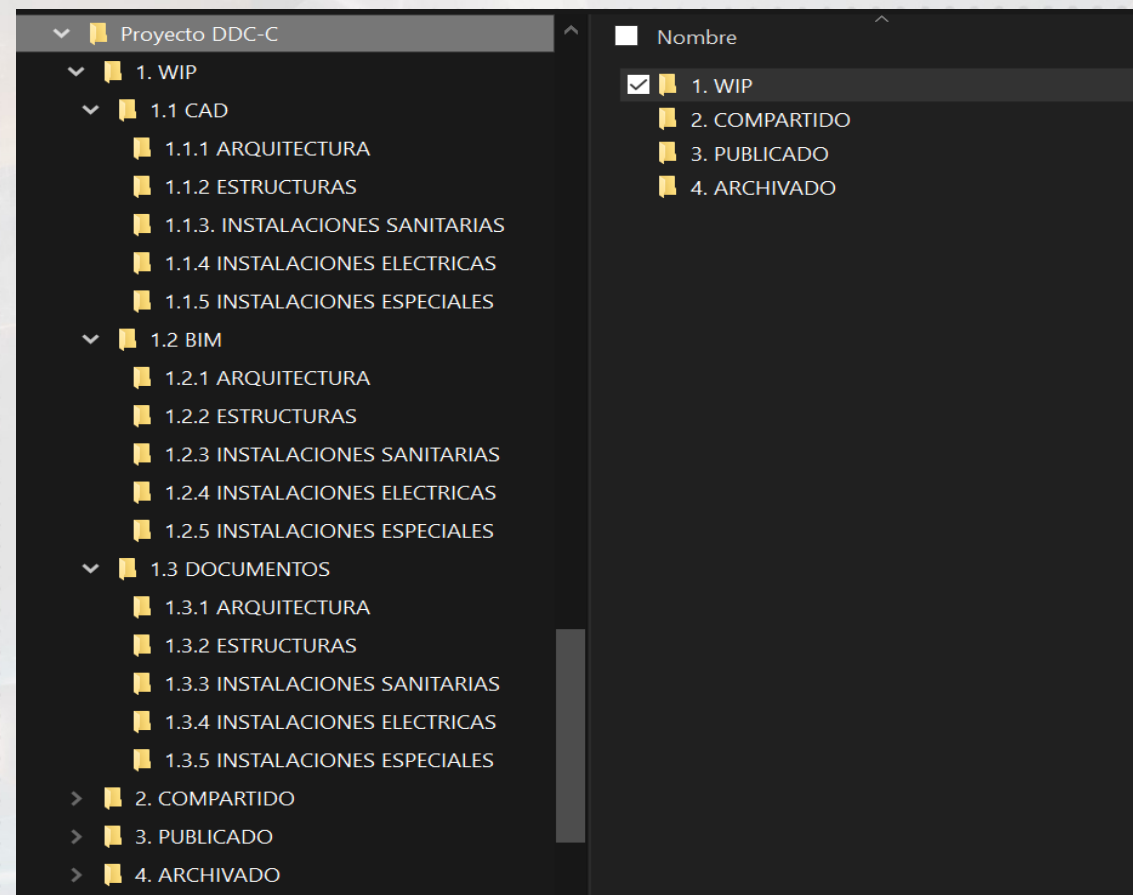 Proyecto DDC-C
1. WIP
1.1 CAD
1.1.1 ARQUITECTURA
1.1.2 ESTRUCTURAS
1.1.3. INSTALACIONES SANITARIAS
1.1.4 INSTALACIONES ELECTRICAS
1.1.5 INSTALACIONES ESPECIALES
1.2 BIM
1.2.1 ARQUITECTURA
1.2.2 ESTRUCTURAS
1.2.3 INSTALACIONES SANITARIAS
1.2.4 INSTALACIONES ELECTRICAS
1.2.5 INSTALACIONES ESPECIALES
1.3 DOCUMENTOS
1.3.1 ARQUITECTURA
1.3.2 ESTRUCTURAS
1.3.3 INSTALACIONES SANITARIAS
1.3.4 INSTALACIONES ELECTRICAS
1.3.5 INSTALACIONES ESPECIALES
2. COMPARTIDO
3. PUBLICADO
4. ARCHIVADO
Nombre
1. WIP
2. COMPARTIDO
3. PUBLICADO
4. ARCHIVADO